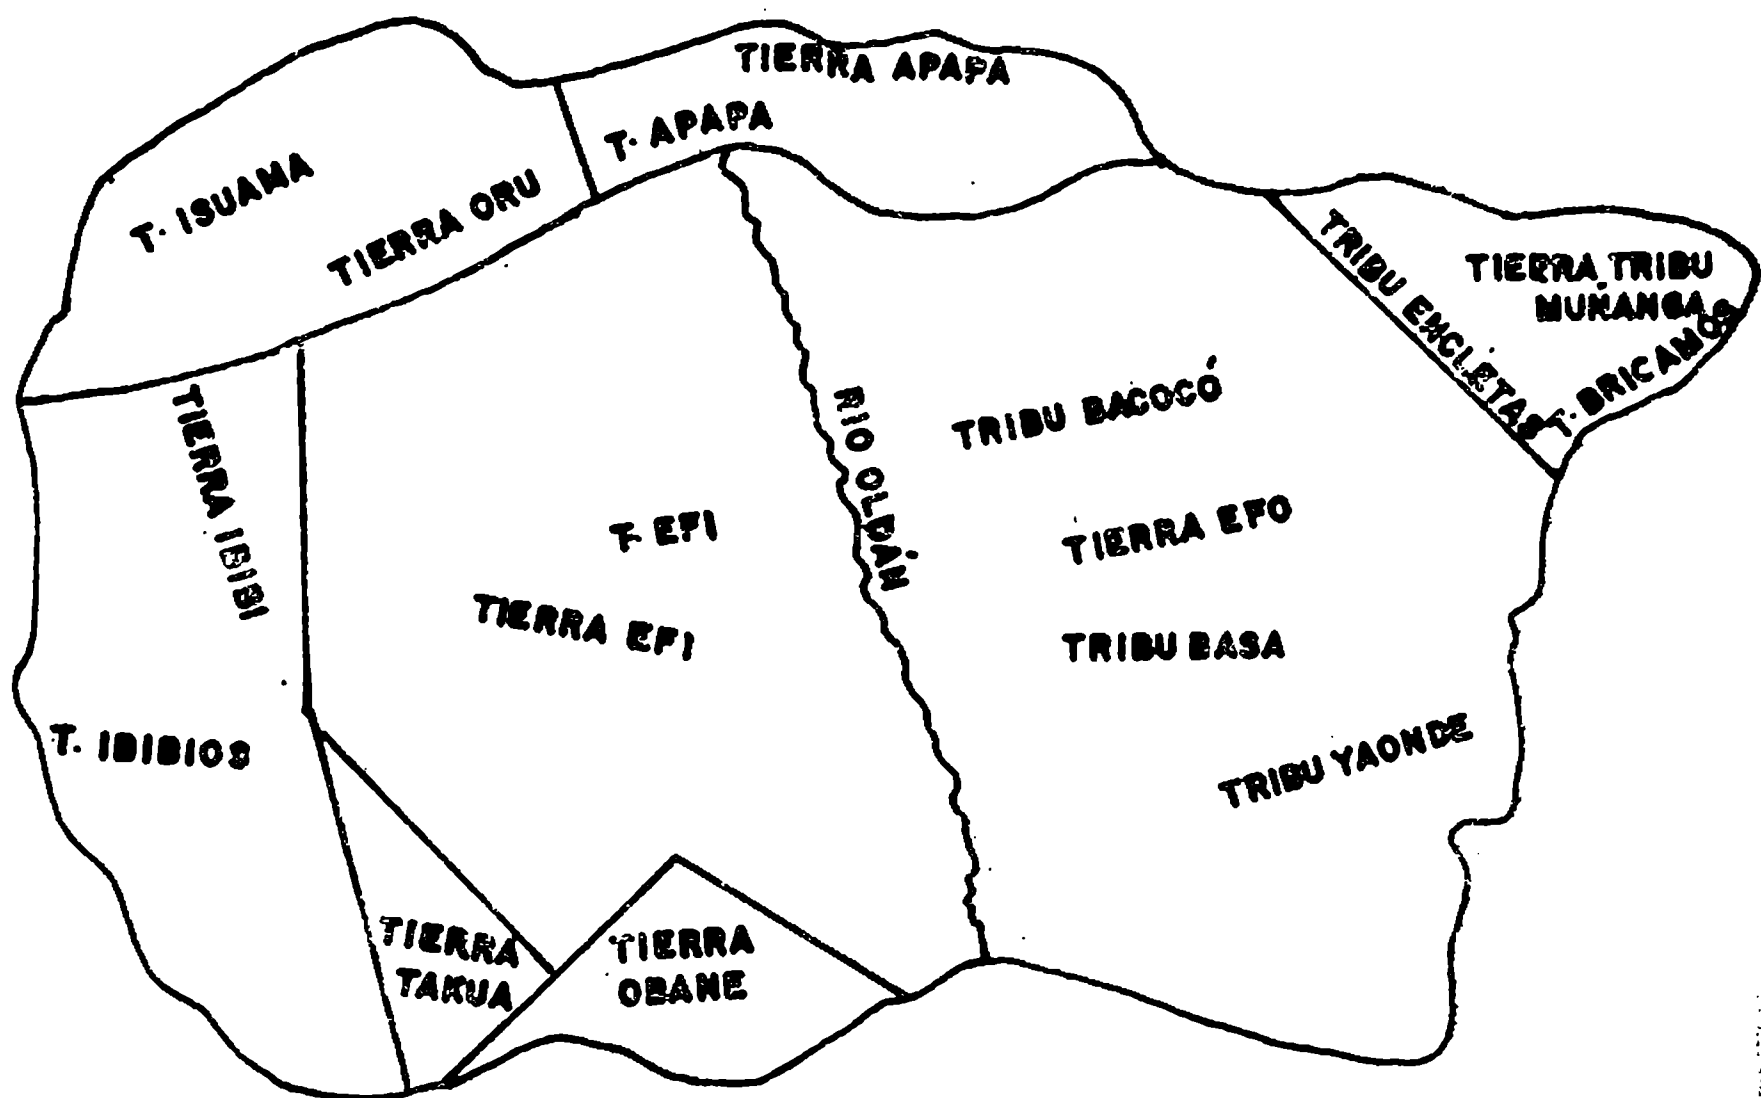 TIERRA APAPA
T. APAPA
T. ISUAMA
TIERRA ORU
TRIBU ENCLETAS
TIERRA TRIBU
MUÑANGA
T. BRICAMOS
TIERRA IBIBI
RIO OLDÁN
TRIBU BACOCÓ
T. EFI
TIERRA EFO
TIERRA EFI
TRIBU BASA
T. IBIBIOS
TRIBU YAONDE
TIERRA
TAKUA
TIERRA
OBANE